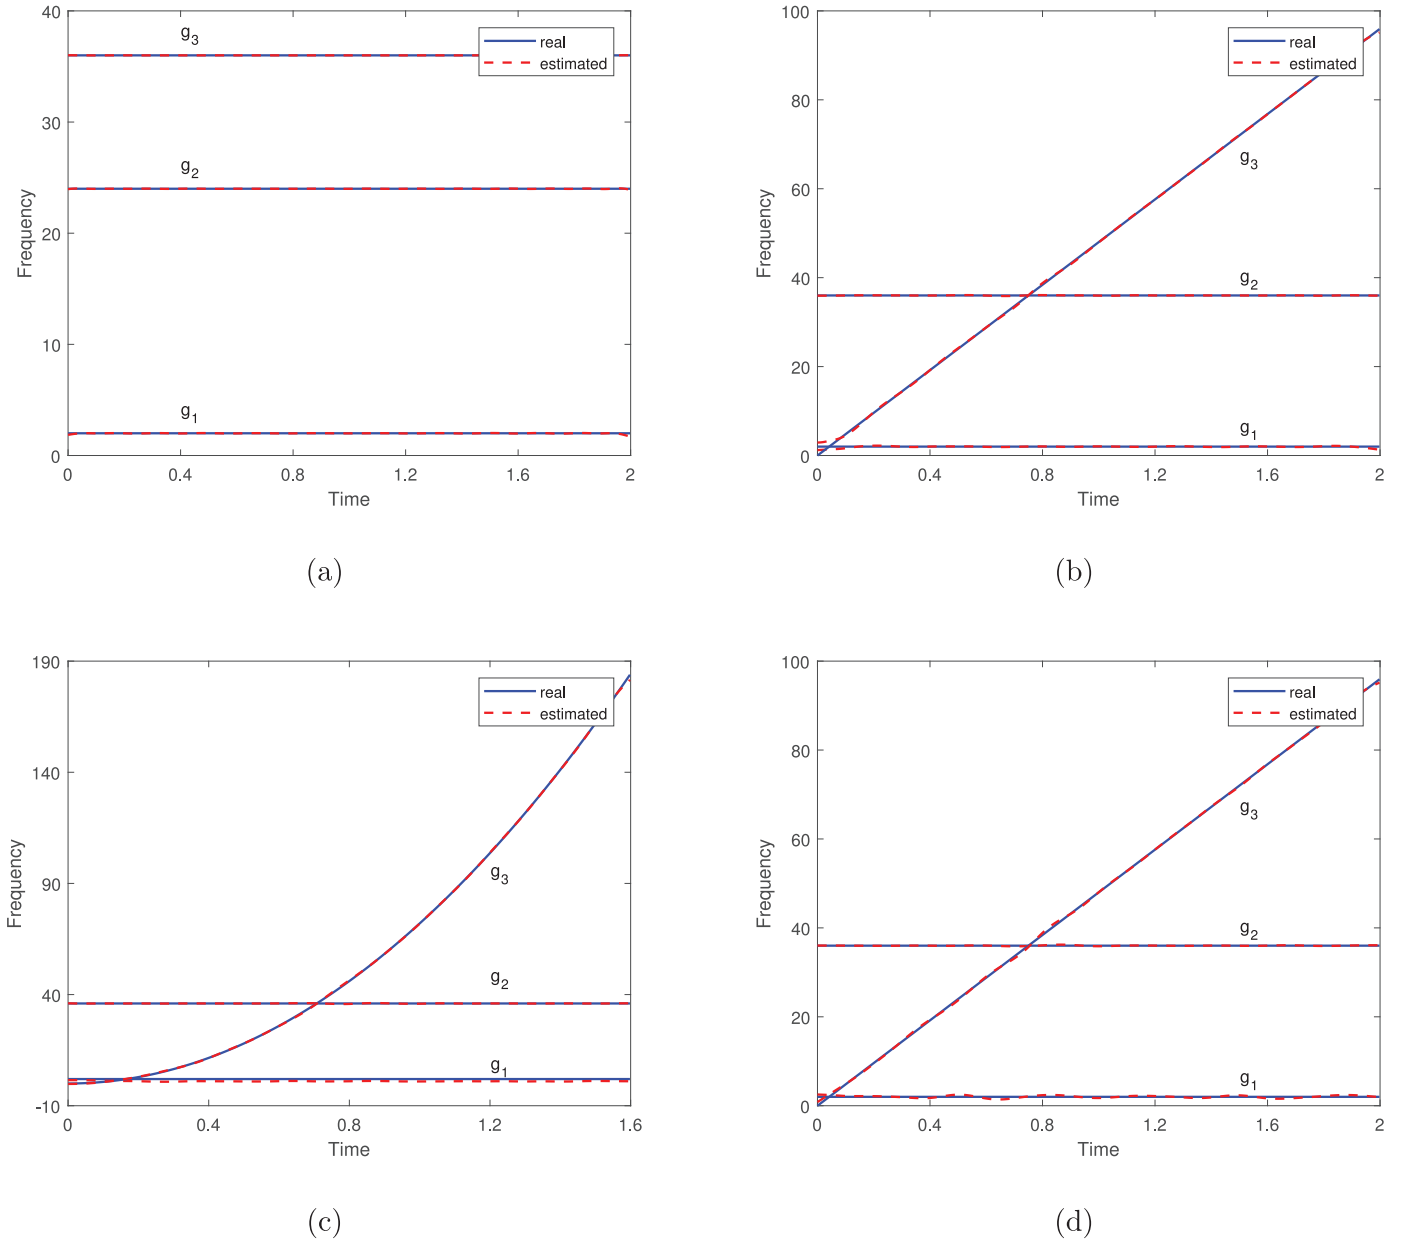 40
30
20
10
0
Frequency
g3
g2
g1
real
estimated
0 0.4 0.8 1.2 1.6 2
Time
(a)
100
80
60
40
20
0
Frequency
real
estimated
g3
g2
g1
0 0.4 0.8 1.2 1.6 2
Time
(b)
190
140
90
40
-10
Frequency
real
estimated
g3
g2
g1
0 0.4 0.8 1.2 1.6
Time
(c)
100
80
60
40
20
0
Frequency
real
estimated
g3
g2
g1
0 0.4 0.8 1.2 1.6 2
Time
(d)